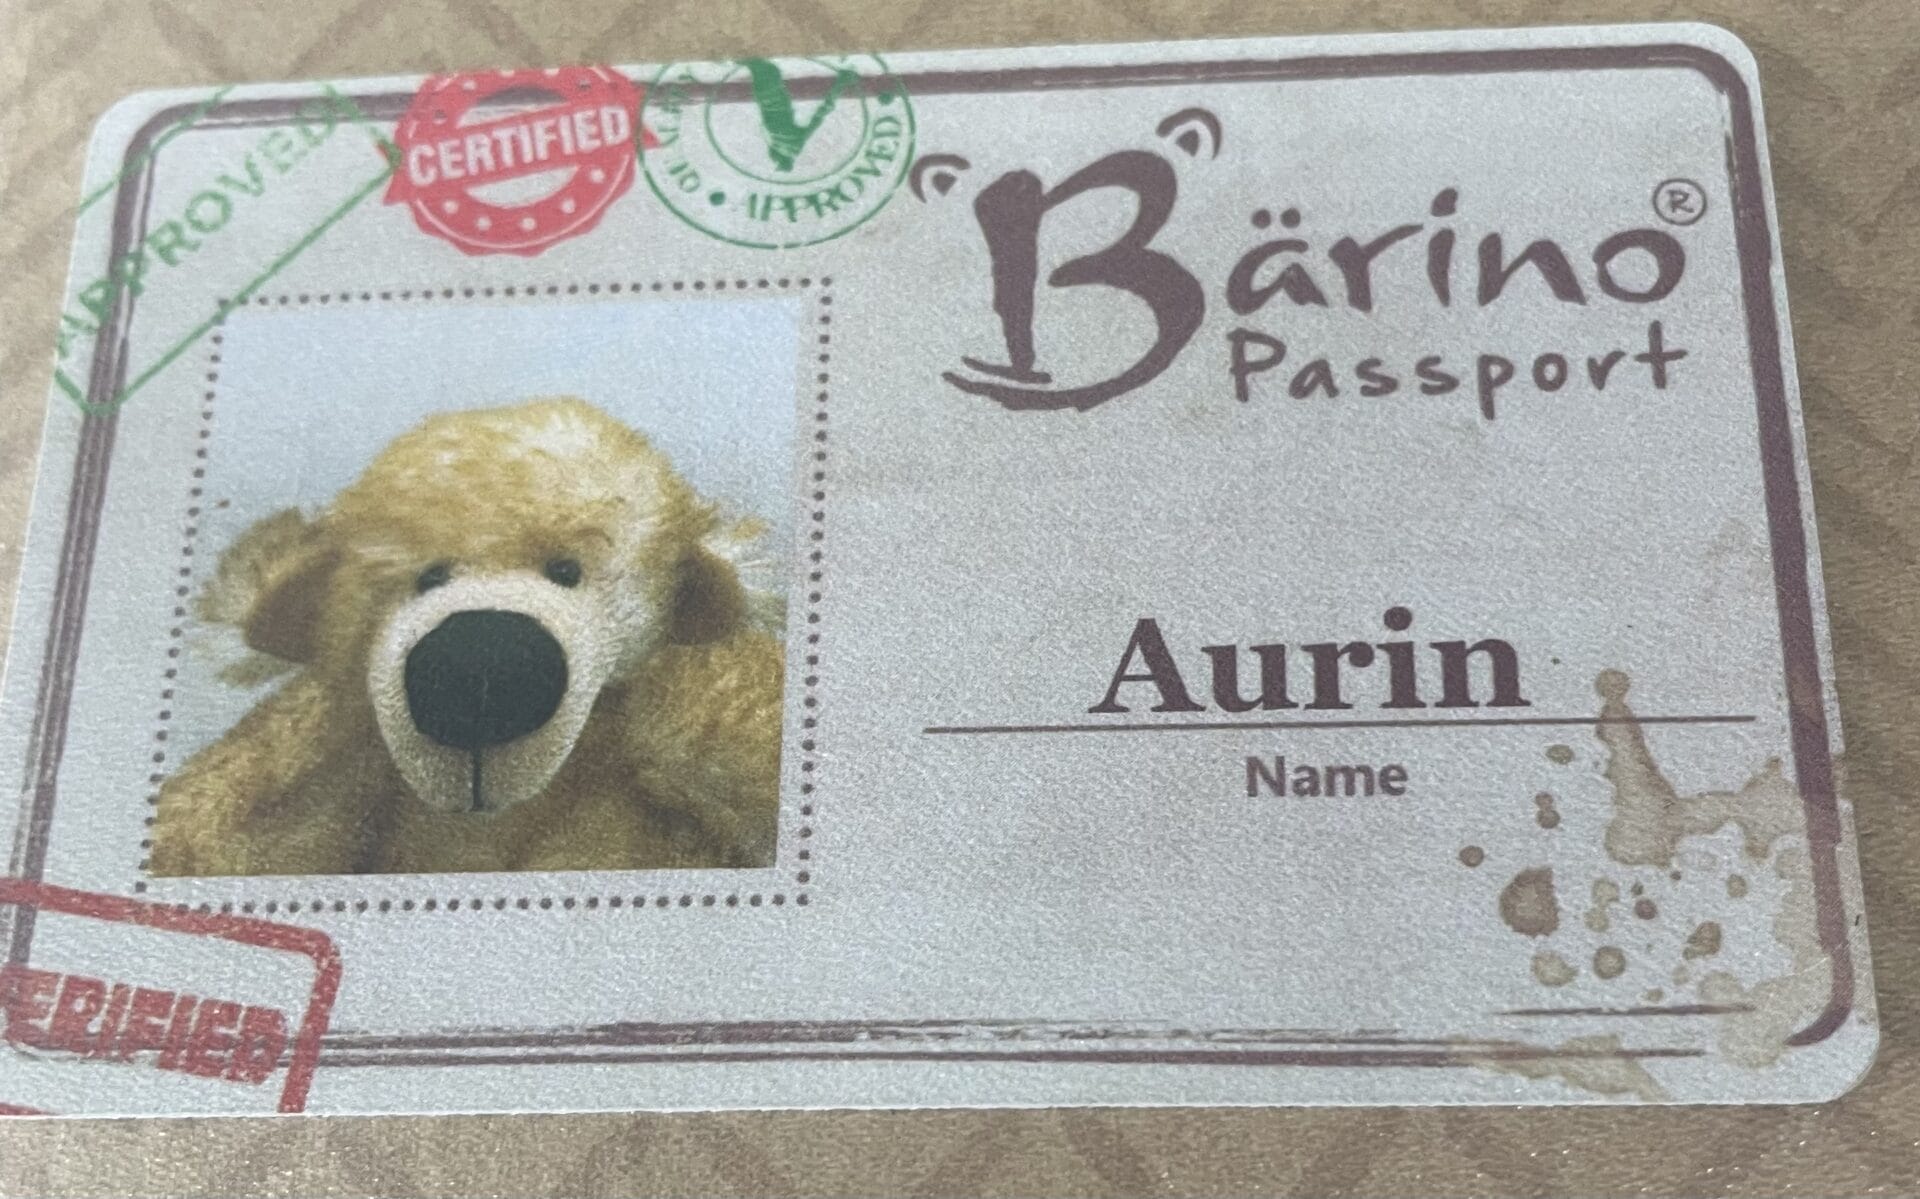 APPROVED
CERTIFIED
APPROVED
Bärino®
Passport
Aurin
Name
ERIFIED